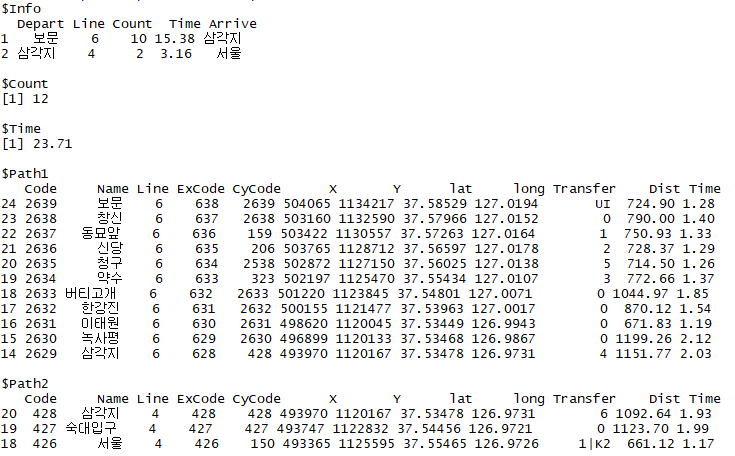 $Info
Depart Line Count Time Arrive
1 보문 6 10 15.38 삼각지
2 삼각지 4 2 3.16 서울
$Count
[1] 12
$Time
[1] 23.71
$Path1
Code Name Line ExCode CyCode X Y lat long Transfer Dist Time
24 2639 보문 6 638 2639 504065 1134217 37.58529 127.0194 UI 724.90 1.28
23 2638 창신 6 637 2638 503160 1132590 37.57966 127.0152 0 790.00 1.40
22 2637 동묘앞 6 636 159 503422 1130557 37.57263 127.0164 1 750.93 1.33
21 2636 신당 6 635 206 503765 1128712 37.56597 127.0178 2 728.37 1.29
20 2635 청구 6 634 2538 502872 1127150 37.56025 127.0138 5 714.50 1.26
19 2634 약수 6 633 323 502197 1125470 37.55434 127.0107 3 772.66 1.37
18 2633 버티고개 6 632 2633 501220 1123845 37.54801 127.0071 0 1044.97 1.85
17 2632 한강진 6 631 2632 500155 1121477 37.53963 127.0017 0 870.12 1.54
16 2631 이태원 6 630 2631 498620 1120045 37.53449 126.9943 0 671.83 1.19
15 2630 녹사평 6 629 2630 496899 1120133 37.53468 126.9867 0 1199.26 2.12
14 2629 삼각지 6 628 428 493970 1120167 37.53478 126.9731 4 1151.77 2.03
$Path2
Code Name Line ExCode CyCode X Y lat long Transfer Dist Time
20 428 삼각지 4 428 428 493970 1120167 37.53478 126.9731 6 1092.64 1.93
19 427 숙대입구 4 427 427 493747 1122832 37.54456 126.9721 0 1123.70 1.99
18 426 서울 4 426 150 493365 1125595 37.55465 126.9726 1|K2 661.12 1.17